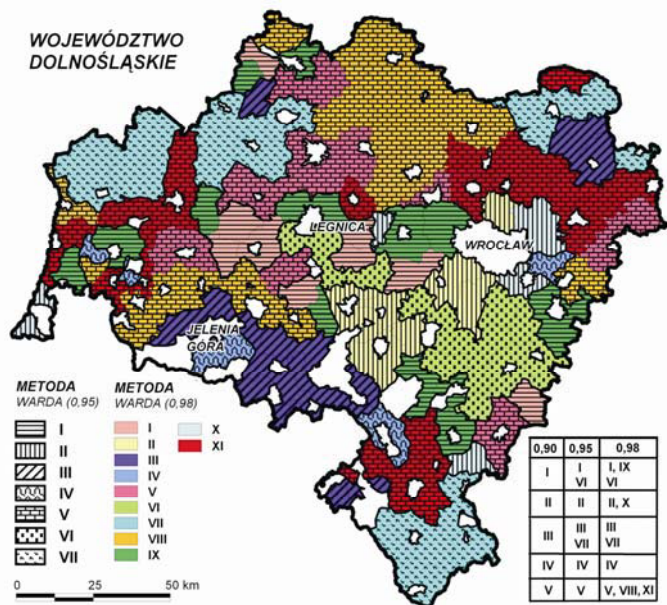 WOJEWÓDZTWO
DOLNOŚLĄSKIE
LEGNICA
WROCŁAW
JELENIA
GÓRA
METODA
WARDA (0,95)
I
II
III
IV
V
VI
VII
METODA
WARDA (0,98)
I
II
III
IV
V
VI
VII
VIII
IX
X
XI
0 25 50 km
0,90 0,95 0,98
I I I, IX
VI VI
II II II, X
III III III
VII VII
IV IV IV
V V V, VIII, XI